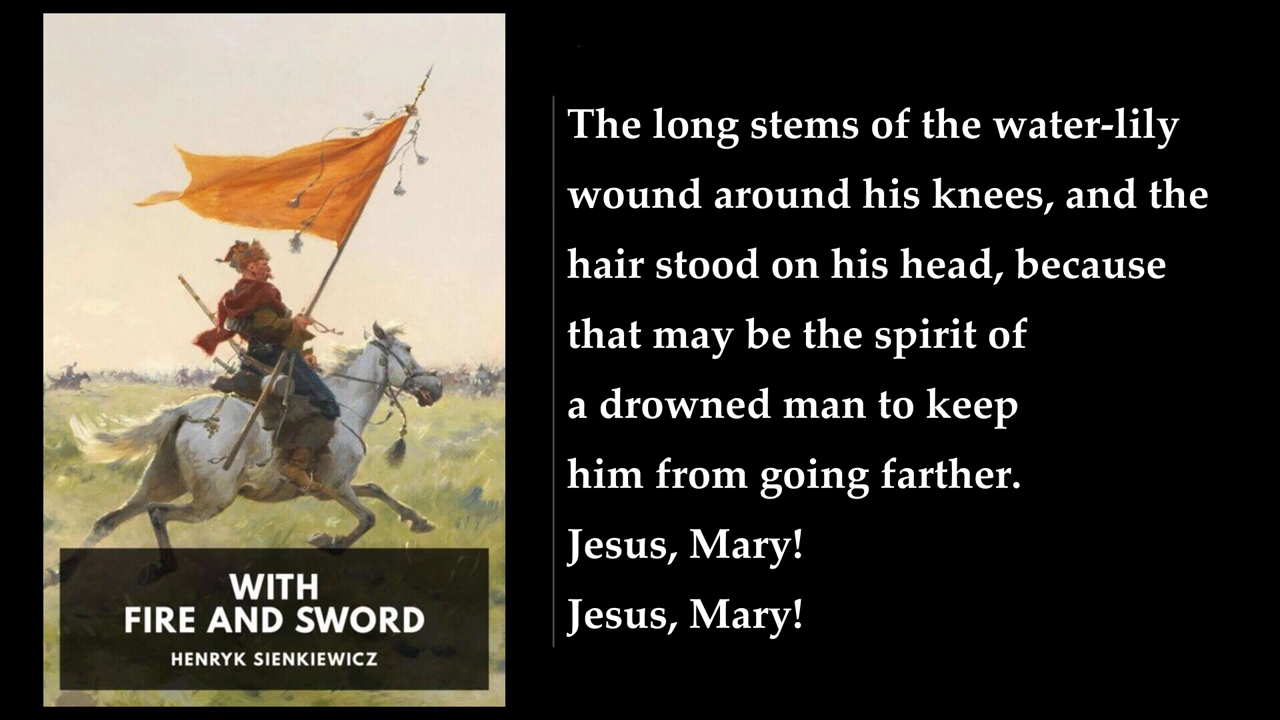 WITH
FIRE AND SWORD
HENRYK SIENKIEWICZ
The long stems of the water-lily
wound around his knees, and the
hair stood on his head, because
that may be the spirit of
a drowned man to keep
him from going farther.
Jesus, Mary!
Jesus, Mary!